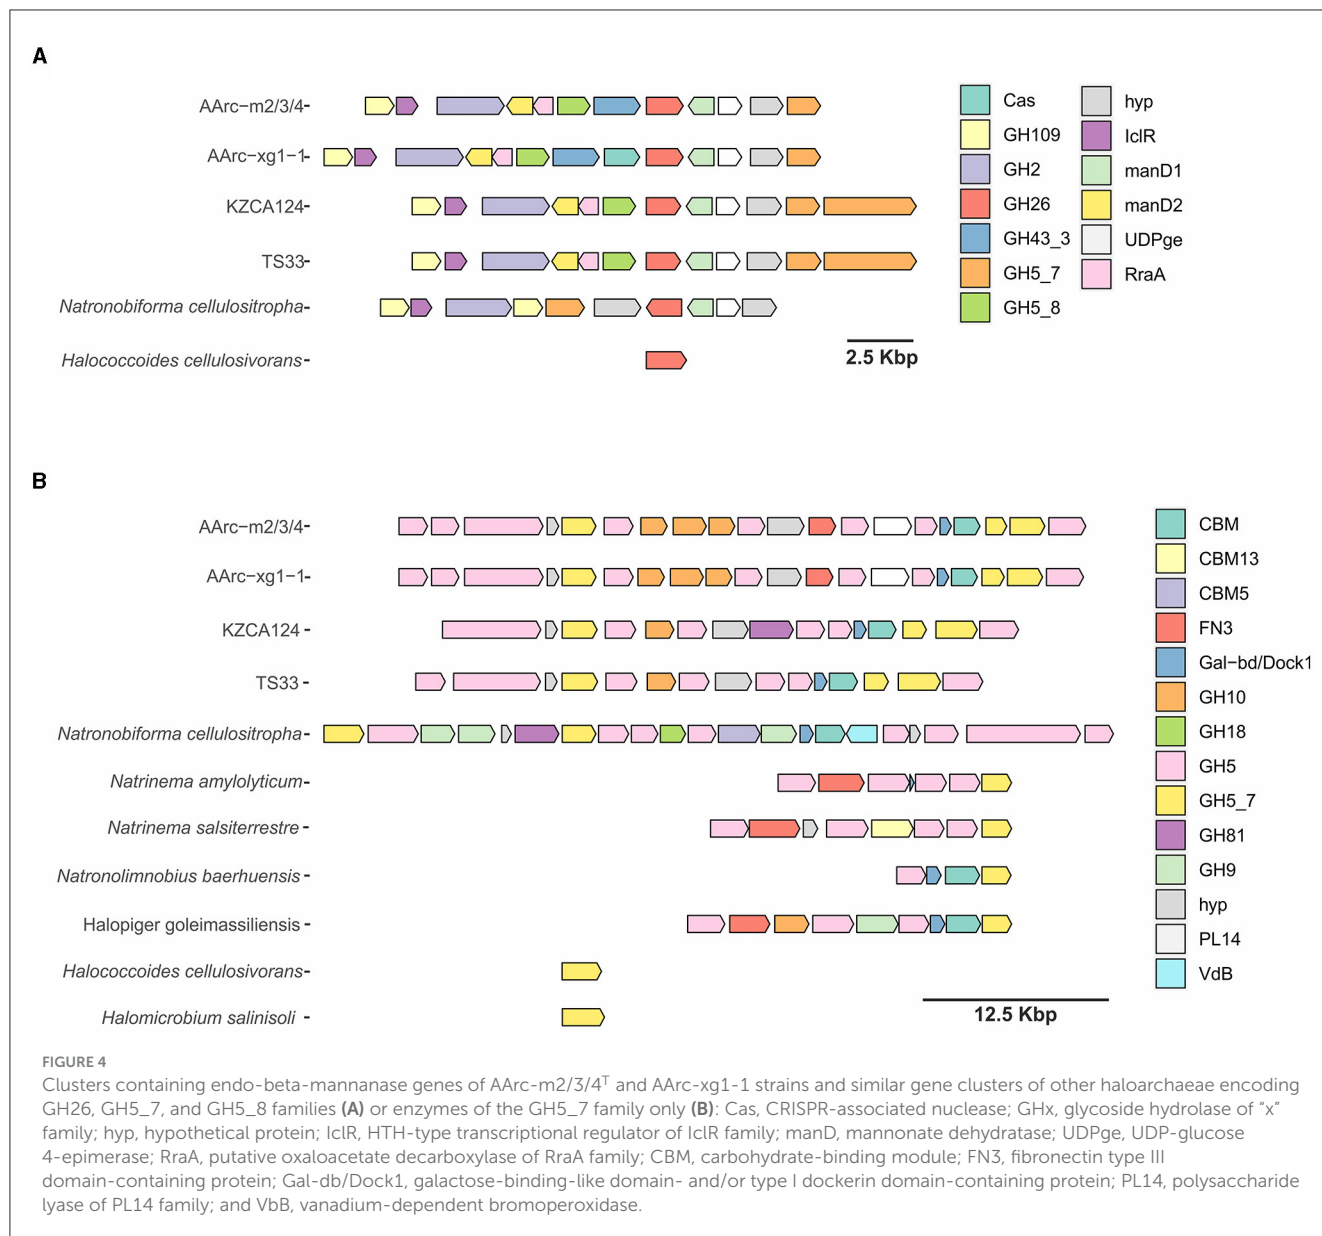 A
AArc−m2/3/4-
AArc−xg1−1-
KZCA124-
TS33-
Natronobiforma cellulositropha-
Halococcoides cellulosivorans-
Cas
GH109
GH2
GH26
GH43_3
GH5_7
GH5_8
hyp
IclR
manD1
manD2
UDPge
RraA
2.5 Kbp
B
AArc−m2/3/4-
AArc−xg1−1-
KZCA124-
TS33-
Natronobiforma cellulositropha-
Natrinema amylolyticum-
Natrinema salsiterrestre-
Natronolimnobius baerhuensis-
Halopiger goleimassiliensis-
Halococcoides cellulosivorans-
Halomicrobium salinisoli -
CBM
CBM13
CBM5
FN3
Gal−bd/Dock1
GH10
GH18
GH5
GH5_7
GH81
GH9
hyp
PL14
VdB
12.5 Kbp
FIGURE 4
Clusters containing endo-beta-mannanase genes of AArc-m2/3/4ᵀ and AArc-xg1-1 strains and similar gene clusters of other haloarchaeae encoding
GH26, GH5_7, and GH5_8 families (A) or enzymes of the GH5_7 family only (B): Cas, CRISPR-associated nuclease; GHx, glycoside hydrolase of “x”
family; hyp, hypothetical protein; IclR, HTH-type transcriptional regulator of IclR family; manD, mannonate dehydratase; UDPge, UDP-glucose
4-epimerase; RraA, putative oxaloacetate decarboxylase of RraA family; CBM, carbohydrate-binding module; FN3, fibronectin type III
domain-containing protein; Gal-db/Dock1, galactose-binding-like domain- and/or type I dockerin domain-containing protein; PL14, polysaccharide
lyase of PL14 family; and VbB, vanadium-dependent bromoperoxidase.